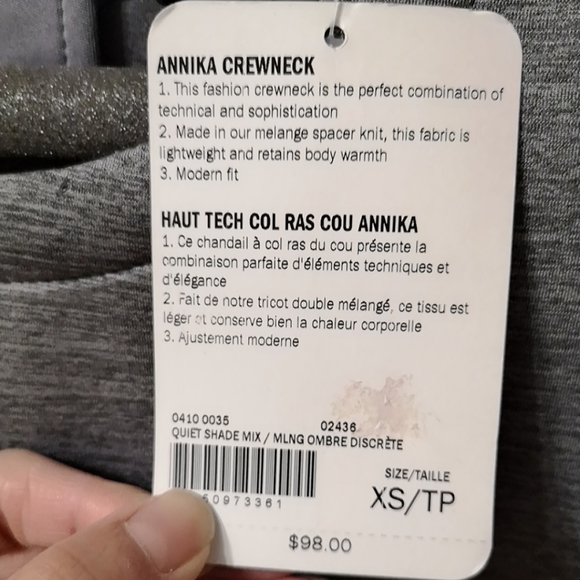 ANNIKA CREWNECK
1. This fashion crewneck is the perfect combination of
technical and sophistication
2. Made in our melange spacer knit, this fabric is
lightweight and retains body warmth
3. Modern fit
HAUT TECH COL RAS COU ANNIKA
1. Ce chandail à col ras du cou présente la
combinaison parfaite d'éléments techniques et
d'élégance
2. Fait de notre tricot double mélangé, ce tissu est
léger et conserve bien la chaleur corporelle
3. Ajustement moderne
0410 0035 02436
QUIET SHADE MIX / MLNG OMBRE DISCRÈTE
50973361
SIZE/TAILLE
XS/TP
$98.00